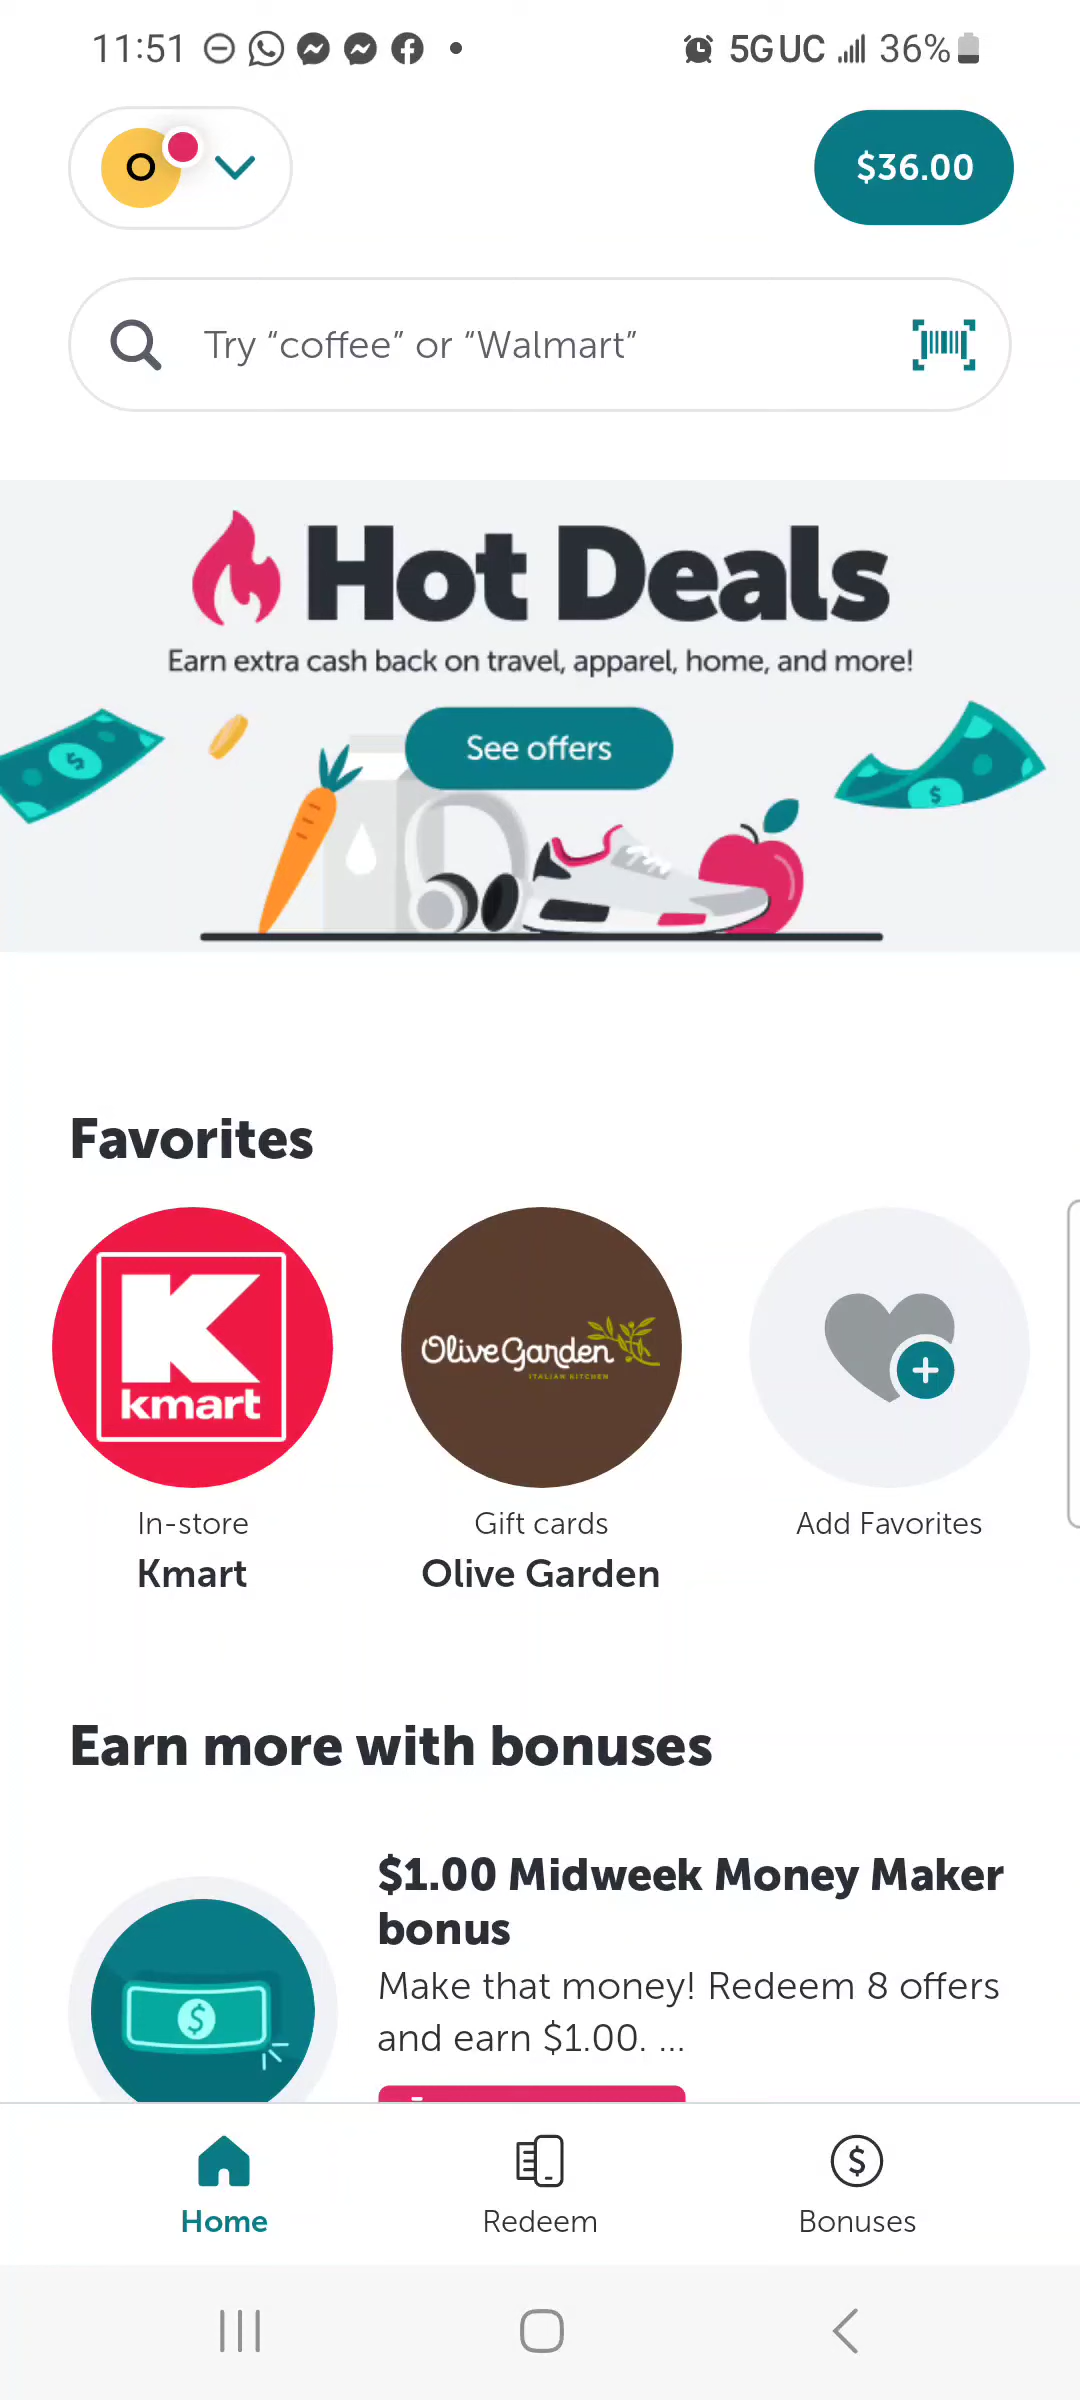 11:51
5G UC
36%
O
$36.00
Try “coffee” or “Walmart”
Hot Deals
Earn extra cash back on travel, apparel, home, and more!
See offers
Favorites
kmart
Olive Garden
ITALIAN KITCHEN
In-store
Kmart
Gift cards
Olive Garden
Add Favorites
Earn more with bonuses
$1.00 Midweek Money Maker
bonus
Make that money! Redeem 8 offers
and earn $1.00. ...
Home
Redeem
Bonuses